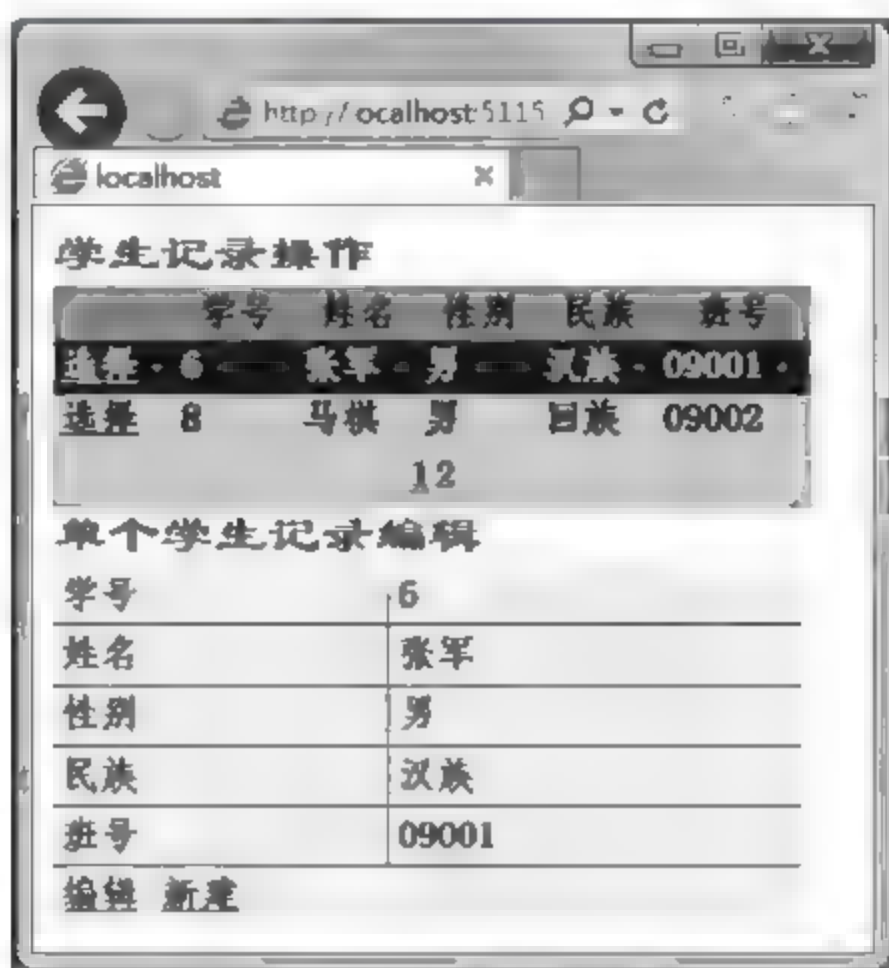 http://localhost:5115
localhost
学生记录操作
学号 姓名 性别 民族 班号
选择 6 张军 男 汉族 09001
选择 8 马棋 男 回族 09002
1 2
单个学生记录编辑
学号 6
姓名 张军
性别 男
民族 汉族
班号 09001
编辑 新建